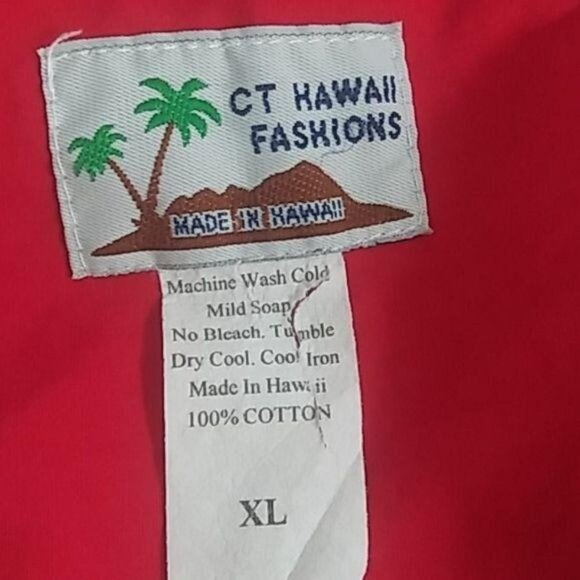 CT HAWAII
FASHIONS
MADE IN HAWAII
Machine Wash Cold
Mild Soap,
No Bleach, Tumble
Dry Cool. Cool Iron
Made In Hawaii
100% COTTON
XL